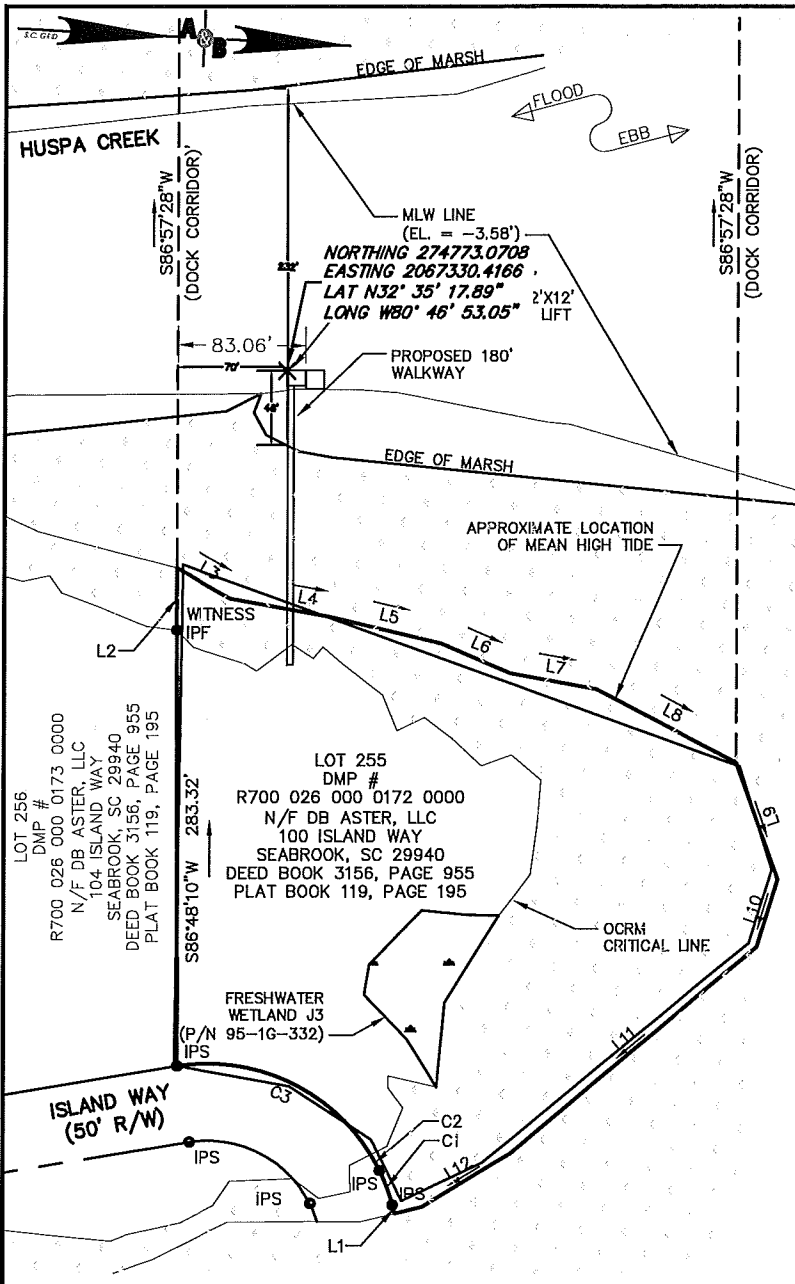 S.C. GRID
A
&
B
EDGE OF MARSH
FLOOD
EBB
HUSPA CREEK
S86°57'28"W
(DOCK CORRIDOR)'
S86°57'28"W
(DOCK CORRIDOR)
MLW LINE
(EL. = -3.58')
232'
NORTHING 274773.0708
EASTING 2067330.4166
LAT N32° 35' 17.89"
LONG W80° 46' 53.05"
2'X12'
LIFT
83.06'
70'
PROPOSED 180'
WALKWAY
48'
EDGE OF MARSH
APPROXIMATE LOCATION
OF MEAN HIGH TIDE
L3
L4
L5
L6
L7
L8
L9
L10
L11
L12
L2
WITNESS
IPF
LOT 256
DMP #
R700 026 000 0173 0000
N/F DB ASTER, LLC
104 ISLAND WAY
SEABROOK, SC 29940
DEED BOOK 3156, PAGE 955
PLAT BOOK 119, PAGE 195
S86°48'10"W 283.32'
LOT 255
DMP #
R700 026 000 0172 0000
N/F DB ASTER, LLC
100 ISLAND WAY
SEABROOK, SC 29940
DEED BOOK 3156, PAGE 955
PLAT BOOK 119, PAGE 195
OCRM
CRITICAL LINE
FRESHWATER
WETLAND J3
(P/N 95-1G-332)
IPS
C3
ISLAND WAY
(50' R/W)
C2
C1
IPS
IPS
IPS
IPS
L1